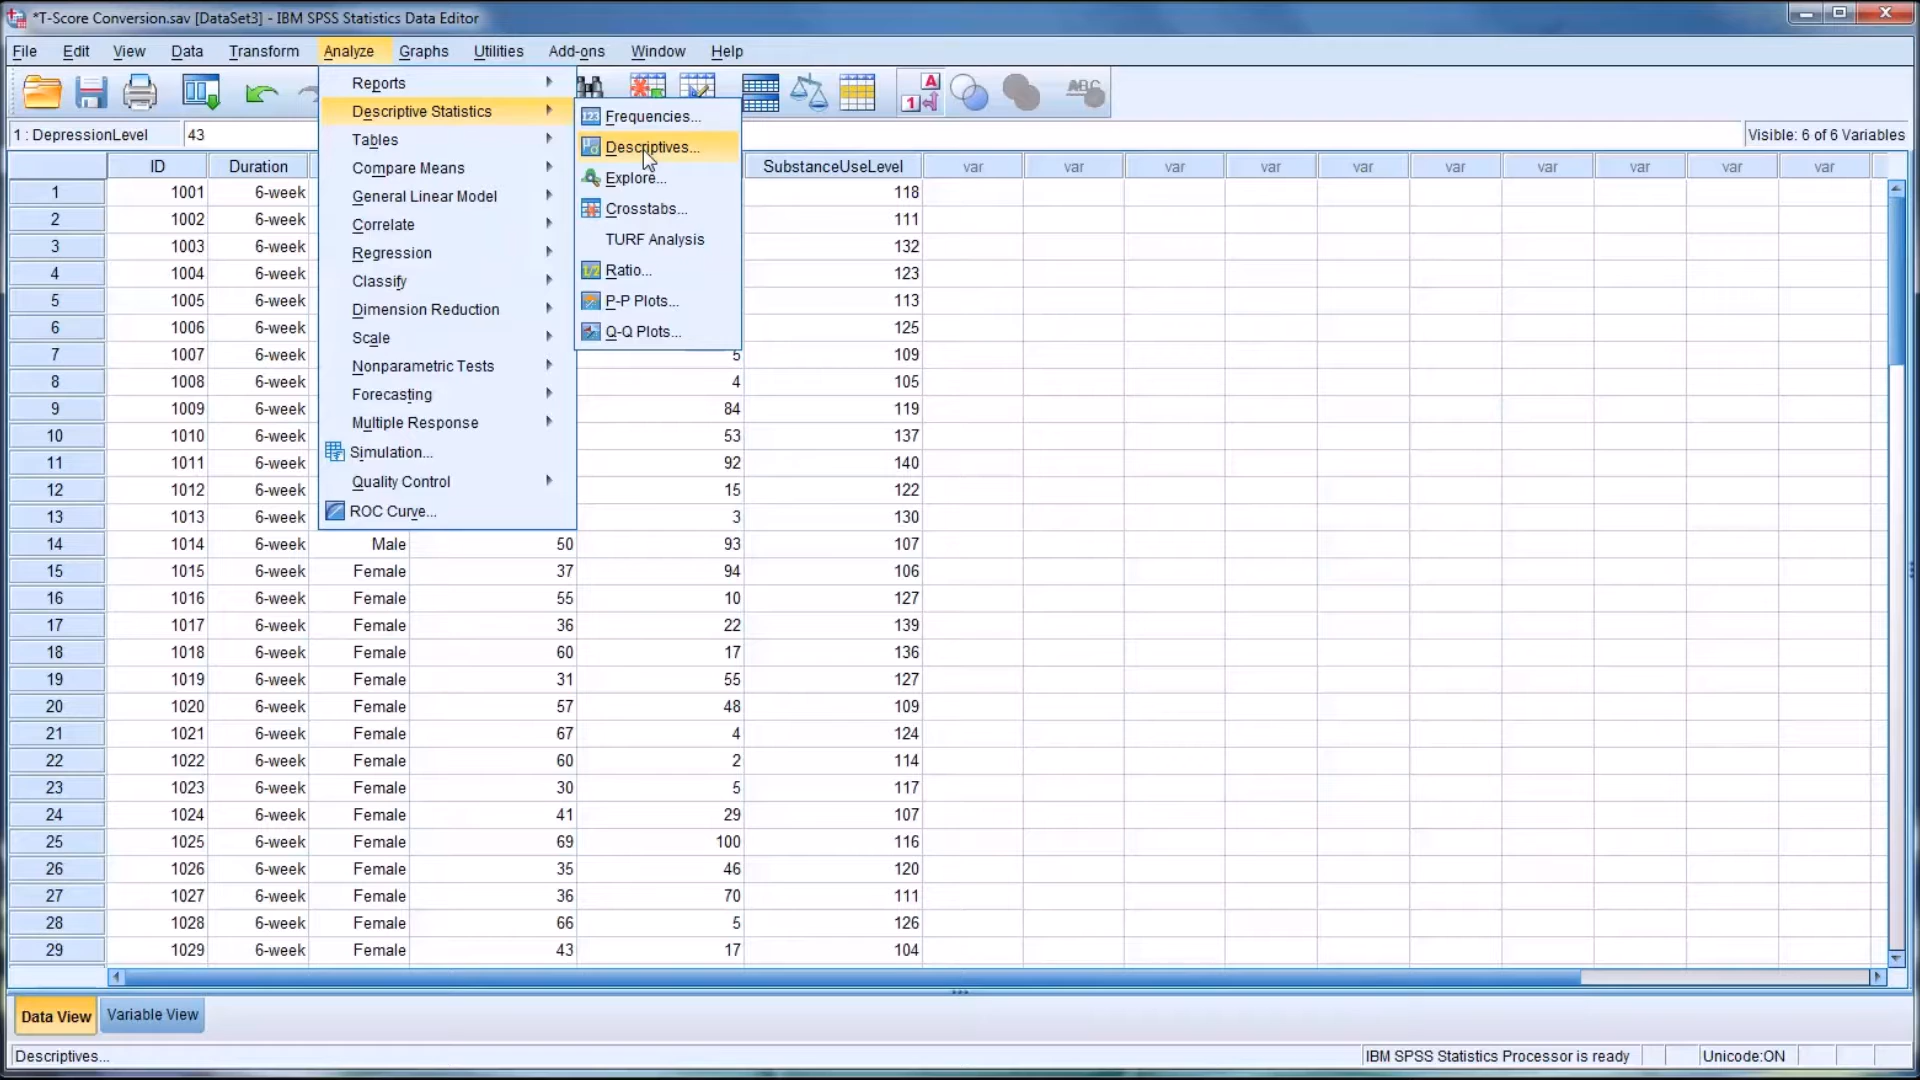 *T-Score Conversion.sav [DataSet3] - IBM SPSS Statistics Data Editor
File Edit View Data Transform Analyze Graphs Utilities Add-ons Window Help
1 : DepressionLevel 43 Visible: 6 of 6 Variables
Reports
Descriptive Statistics
Tables
Compare Means
General Linear Model
Correlate
Regression
Classify
Dimension Reduction
Scale
Nonparametric Tests
Forecasting
Multiple Response
Simulation...
Quality Control
ROC Curve...
Frequencies...
Descriptives...
Explore...
Crosstabs...
TURF Analysis
Ratio...
P-P Plots...
Q-Q Plots...
ID Duration SubstanceUseLevel var var var var var var var var var var
1 1001 6-week 118
2 1002 6-week 111
3 1003 6-week 132
4 1004 6-week 123
5 1005 6-week 113
6 1006 6-week 125
7 1007 6-week 5 109
8 1008 6-week 4 105
9 1009 6-week 84 119
10 1010 6-week 53 137
11 1011 6-week 92 140
12 1012 6-week 15 122
13 1013 6-week 3 130
14 1014 6-week Male 50 93 107
15 1015 6-week Female 37 94 106
16 1016 6-week Female 55 10 127
17 1017 6-week Female 36 22 139
18 1018 6-week Female 60 17 136
19 1019 6-week Female 31 55 127
20 1020 6-week Female 57 48 109
21 1021 6-week Female 67 4 124
22 1022 6-week Female 60 2 114
23 1023 6-week Female 30 5 117
24 1024 6-week Female 41 29 107
25 1025 6-week Female 69 100 116
26 1026 6-week Female 35 46 120
27 1027 6-week Female 36 70 111
28 1028 6-week Female 66 5 126
29 1029 6-week Female 43 17 104
Data View Variable View
Descriptives... IBM SPSS Statistics Processor is ready Unicode:ON